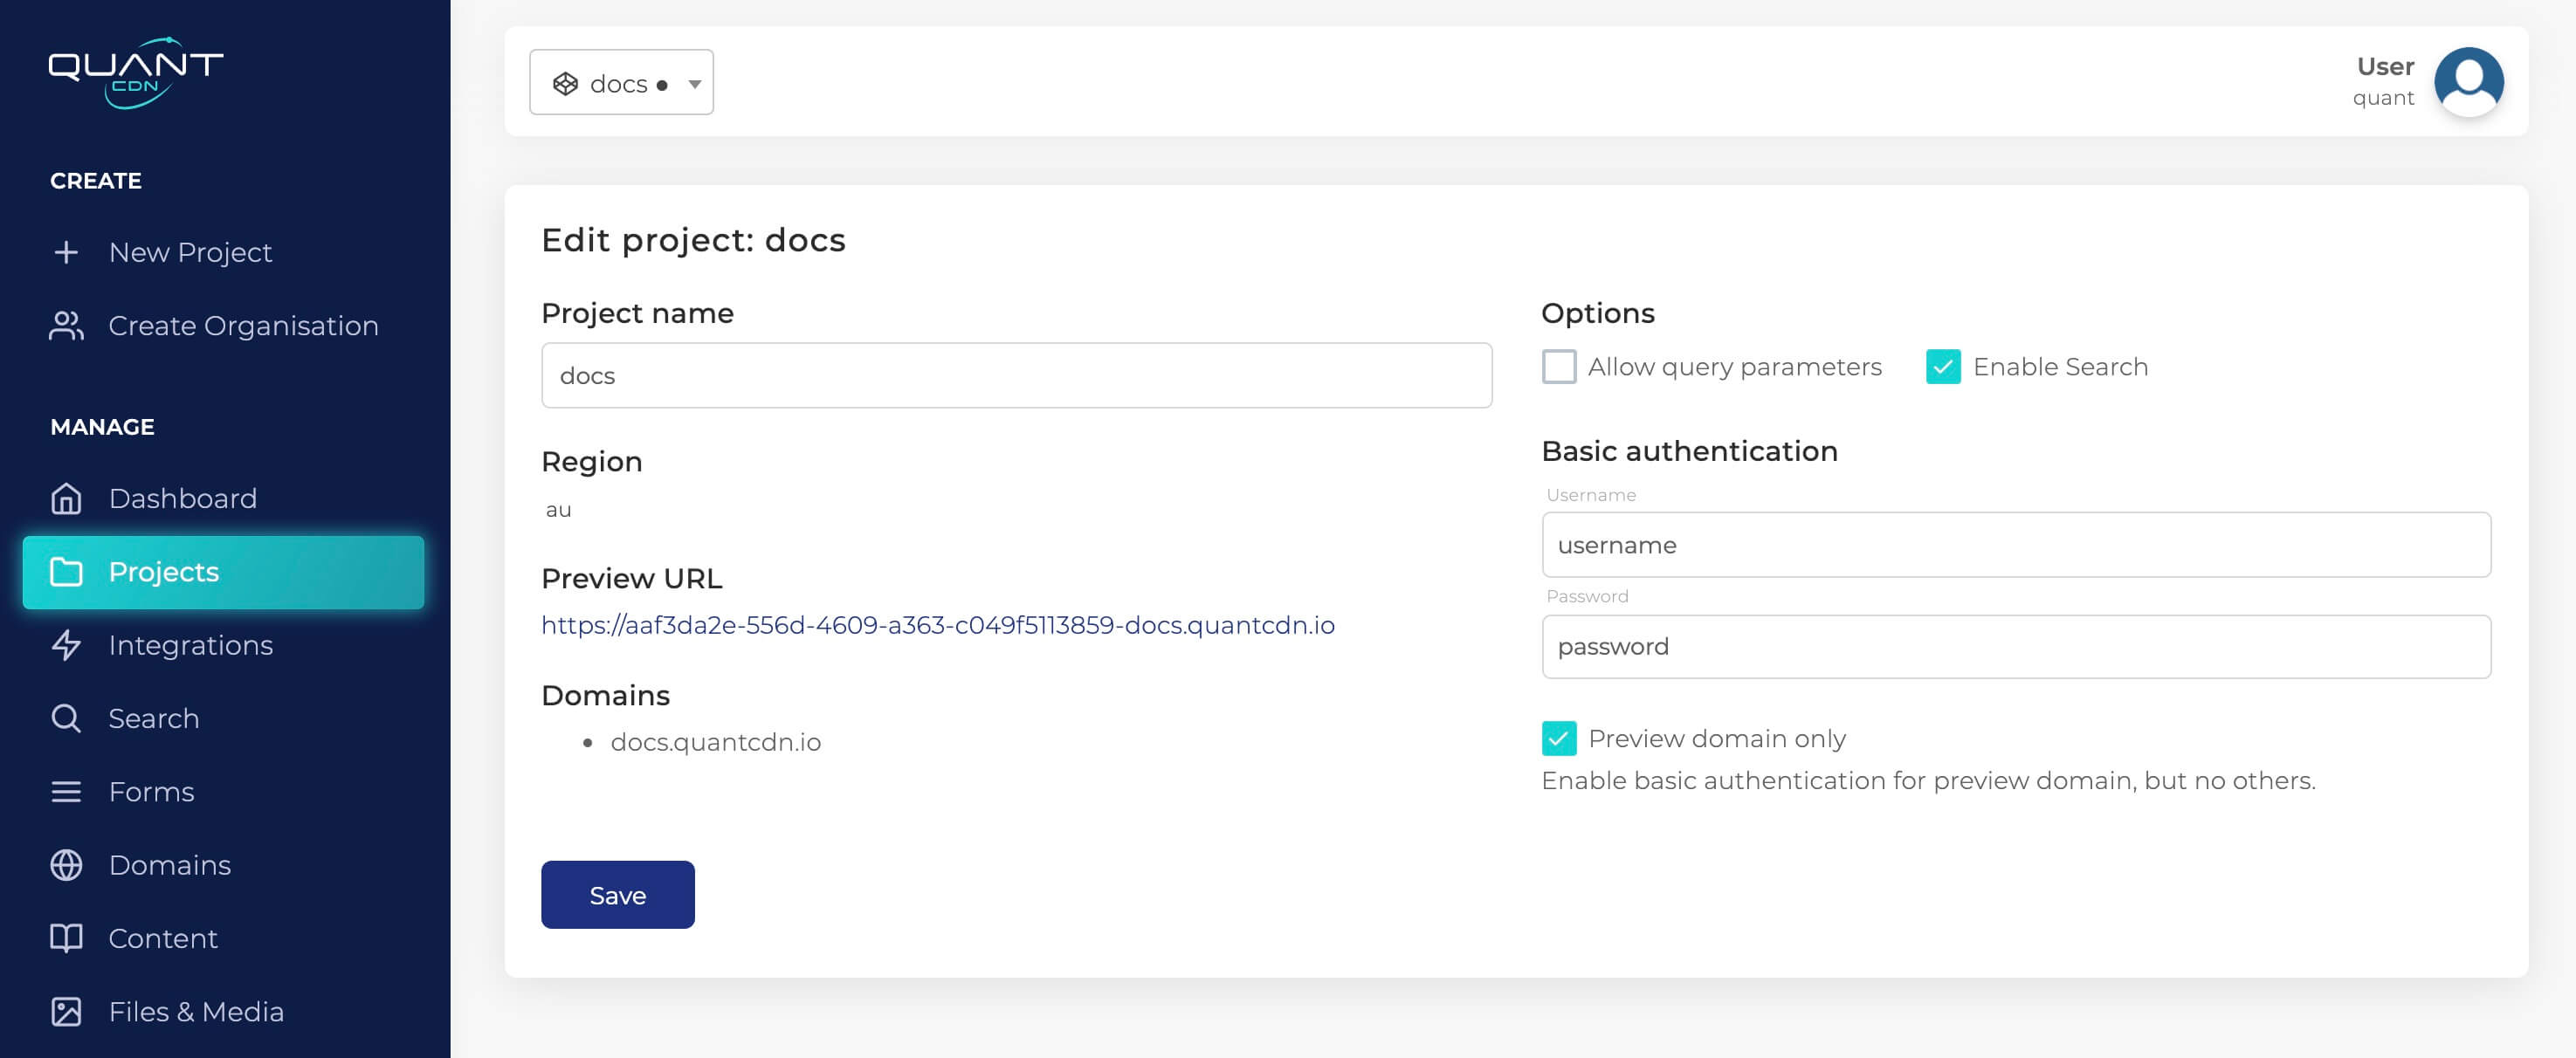 QUANT
CDN
CREATE
New Project
Create Organisation
MANAGE
Dashboard
Projects
Integrations
Search
Forms
Domains
Content
Files & Media
docs
User
quant
Edit project: docs
Project name
docs
Region
au
Preview URL
https://aaf3da2e-556d-4609-a363-c049f5113859-docs.quantcdn.io
Domains
docs.quantcdn.io
Save
Options
Allow query parameters
Enable Search
Basic authentication
Username
username
Password
password
Preview domain only
Enable basic authentication for preview domain, but no others.